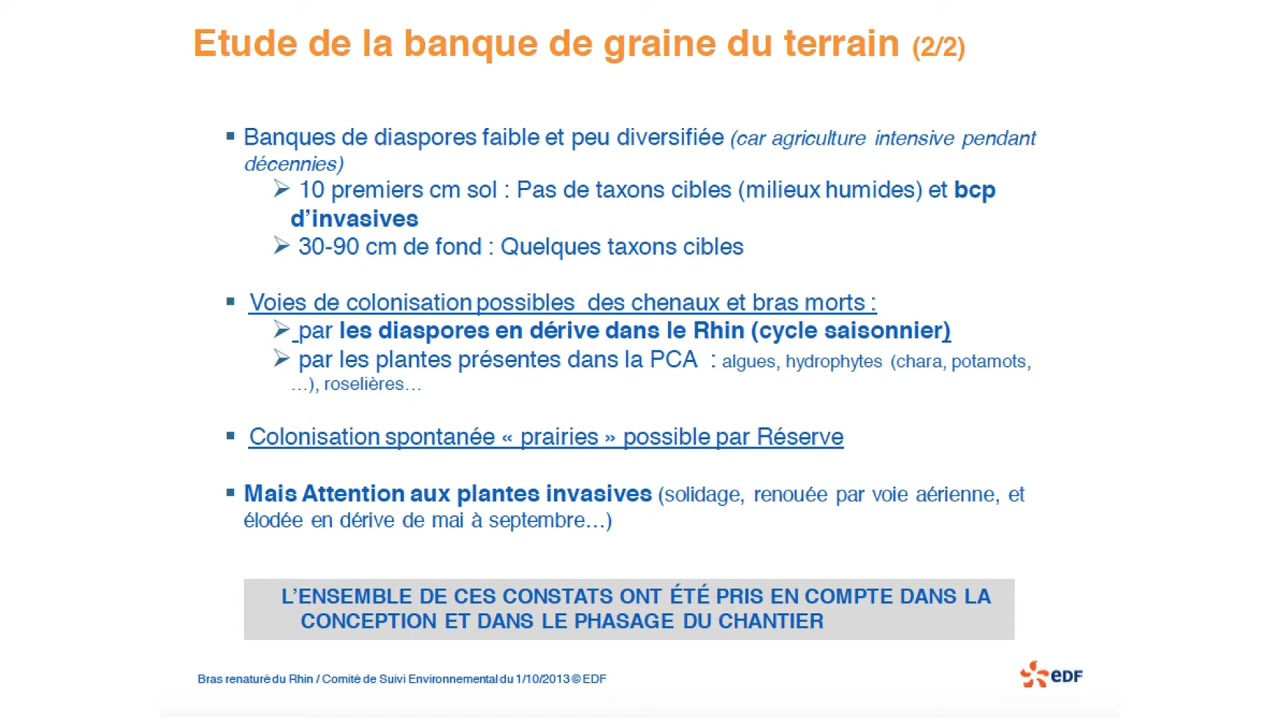 Etude de la banque de graine du terrain (2/2)
▪ Banques de diaspores faible et peu diversifiée (car agriculture intensive pendant
décennies)
➢ 10 premiers cm sol : Pas de taxons cibles (milieux humides) et bcp
d’invasives
➢ 30-90 cm de fond : Quelques taxons cibles
▪ Voies de colonisation possibles des chenaux et bras morts :
➢ par les diaspores en dérive dans le Rhin (cycle saisonnier)
➢ par les plantes présentes dans la PCA : algues, hydrophytes (chara, potamots,
…), roselières…
▪ Colonisation spontanée « prairies » possible par Réserve
▪ Mais Attention aux plantes invasives (solidage, renouée par voie aérienne, et
élodée en dérive de mai à septembre…)
L’ENSEMBLE DE CES CONSTATS ONT ÉTÉ PRIS EN COMPTE DANS LA
CONCEPTION ET DANS LE PHASAGE DU CHANTIER
Bras renaturé du Rhin / Comité de Suivi Environnemental du 1/10/2013 © EDF
eDF